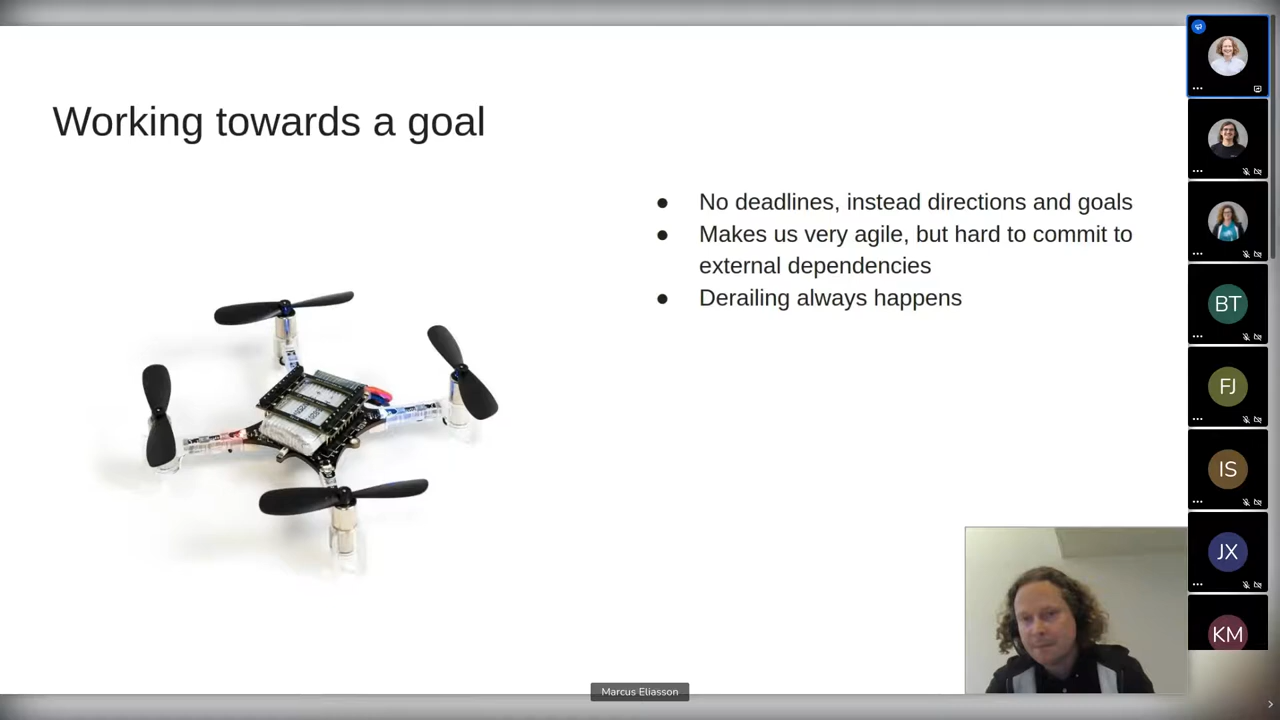 Working towards a goal
● No deadlines, instead directions and goals
● Makes us very agile, but hard to commit to
external dependencies
● Derailing always happens
BT
FJ
IS
JX
KM
Marcus Eliasson